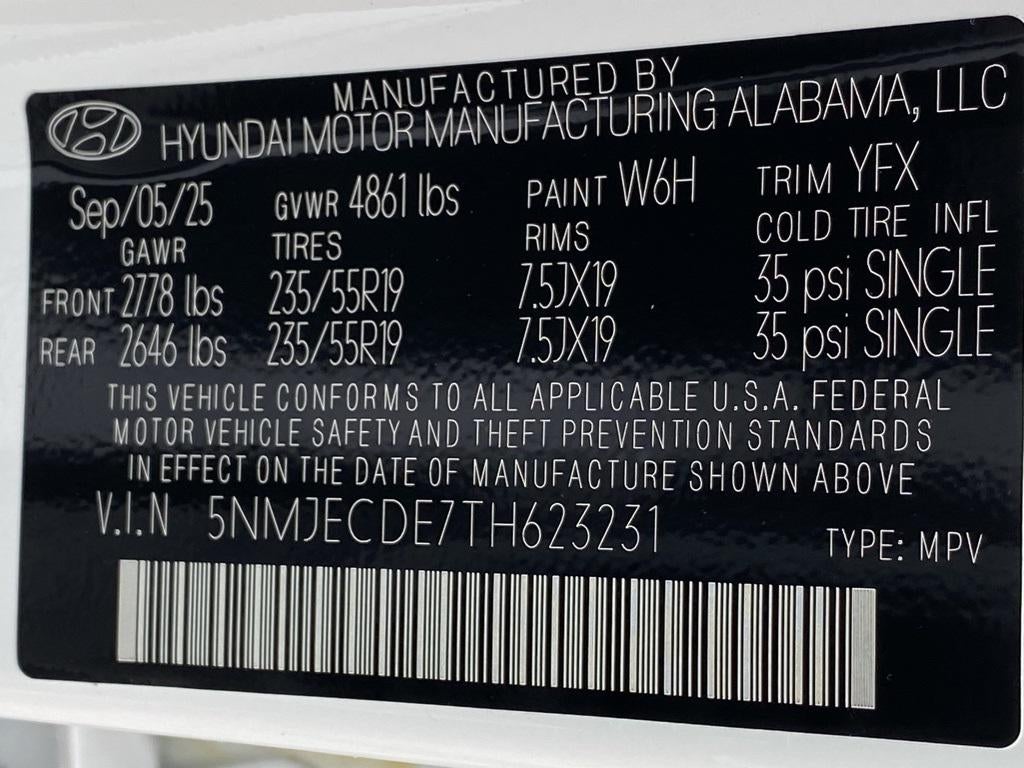 MANUFACTURED BY
HYUNDAI MOTOR MANUFACTURING ALABAMA, LLC
Sep/05/25 GVWR 4861 lbs PAINT W6H TRIM YFX
GAWR TIRES RIMS COLD TIRE INFL
FRONT 2778 lbs 235/55R19 7.5JX19 35 psi SINGLE
REAR 2646 lbs 235/55R19 7.5JX19 35 psi SINGLE
THIS VEHICLE CONFORMS TO ALL APPLICABLE U.S.A. FEDERAL
MOTOR VEHICLE SAFETY AND THEFT PREVENTION STANDARDS
IN EFFECT ON THE DATE OF MANUFACTURE SHOWN ABOVE
V.I.N 5NMJECDE7TH623231 TYPE: MPV